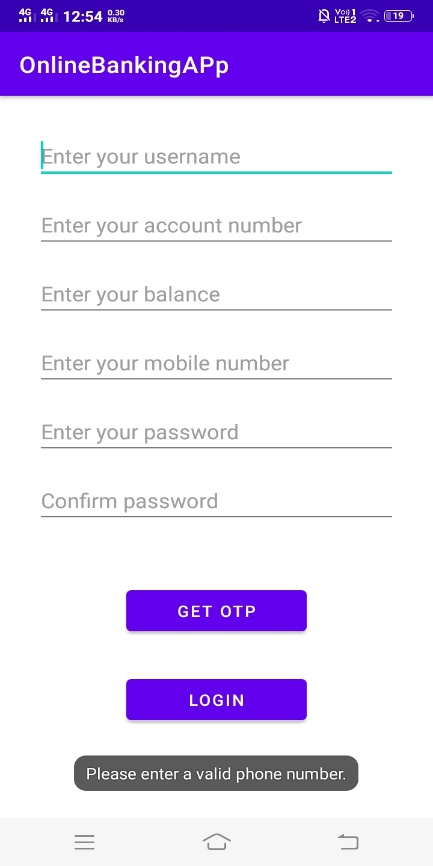 4G 4G 12:54 0.30 KB/s VoLTE2 19
OnlineBankingAPp
Enter your username
Enter your account number
Enter your balance
Enter your mobile number
Enter your password
Confirm password
GET OTP
LOGIN
Please enter a valid phone number.